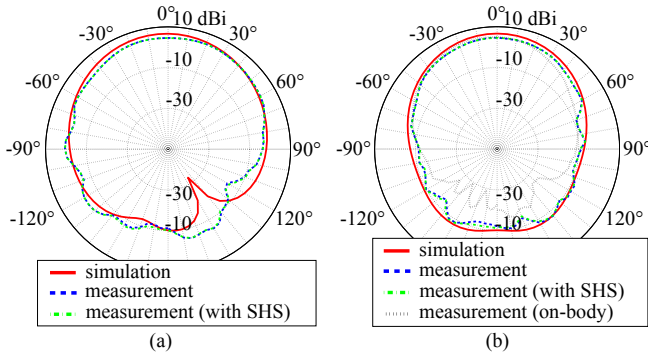 0° 10 dBi
-30° 30°
-10
-60° 60°
-30
-90° 90°
-30
-120° 120°
-10
simulation
measurement
measurement (with SHS)
(a)
0° 10 dBi
-30° 30°
-10
-60° 60°
-30
-90° 90°
-30
-120° 120°
-10
simulation
measurement
measurement (with SHS)
measurement (on-body)
(b)